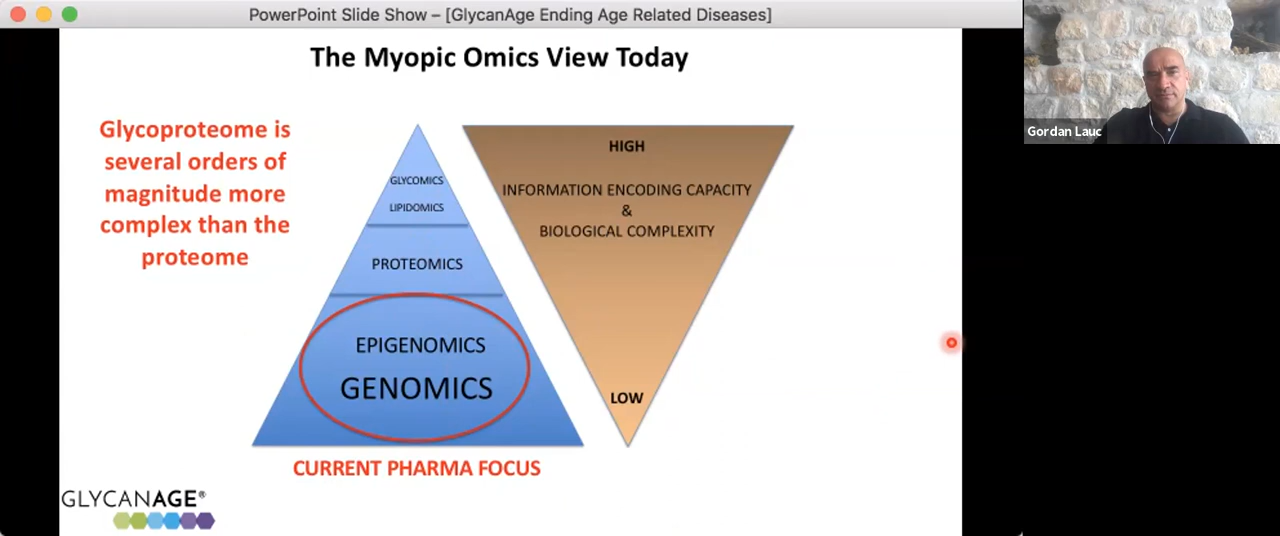 PowerPoint Slide Show – [GlycanAge Ending Age Related Diseases]
The Myopic Omics View Today
Glycoproteome is
several orders of
magnitude more
complex than the
proteome
GLYCOMICS
LIPIDOMICS
PROTEOMICS
EPIGENOMICS
GENOMICS
CURRENT PHARMA FOCUS
HIGH
INFORMATION ENCODING CAPACITY
&
BIOLOGICAL COMPLEXITY
LOW
GLYCANAGE®
Gordan Lauc